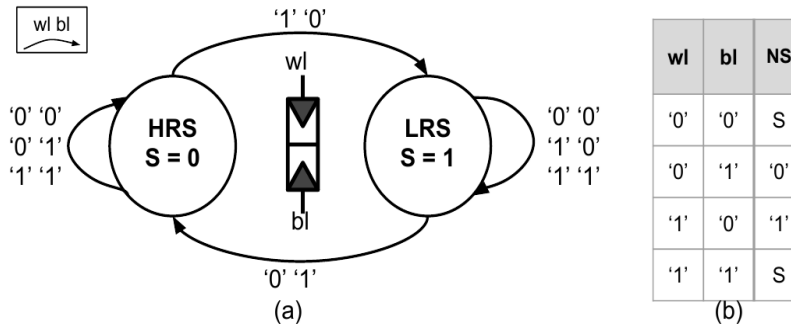 wl bl
‘1’ ‘0’
wl
‘0’ ‘0’
‘0’ ‘1’
‘1’ ‘1’
HRS
S = 0
LRS
S = 1
‘0’ ‘0’
‘1’ ‘0’
‘1’ ‘1’
bl
‘0’ ‘1’
(a)
wl bl NS
‘0’ ‘0’ S
‘0’ ‘1’ ‘0’
‘1’ ‘0’ ‘1’
‘1’ ‘1’ S
(b)